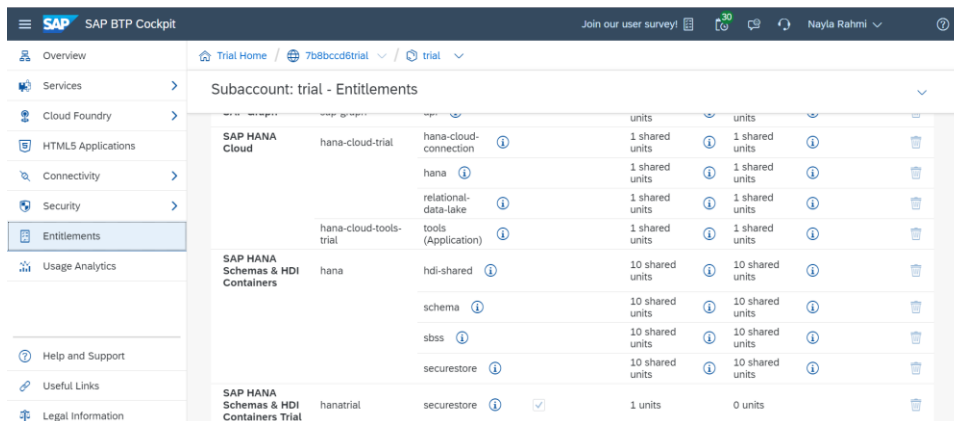 SAP SAP BTP Cockpit Join our user survey! 30 Nayla Rahmi
Overview
Services
Cloud Foundry
HTML5 Applications
Connectivity
Security
Entitlements
Usage Analytics
Help and Support
Useful Links
Legal Information
Trial Home / 7b8bccd6trial / trial
Subaccount: trial - Entitlements
units units
SAP HANA
Cloud
hana-cloud-trial
hana-cloud-
connection
1 shared
units
1 shared
units
hana
1 shared
units
1 shared
units
relational-
data-lake
1 shared
units
1 shared
units
hana-cloud-tools-
trial
tools
(Application)
1 shared
units
1 shared
units
SAP HANA
Schemas & HDI
Containers
hana
hdi-shared
10 shared
units
10 shared
units
schema
10 shared
units
10 shared
units
sbss
10 shared
units
10 shared
units
securestore
10 shared
units
10 shared
units
SAP HANA
Schemas & HDI
Containers Trial
hanatrial
securestore
1 units
0 units